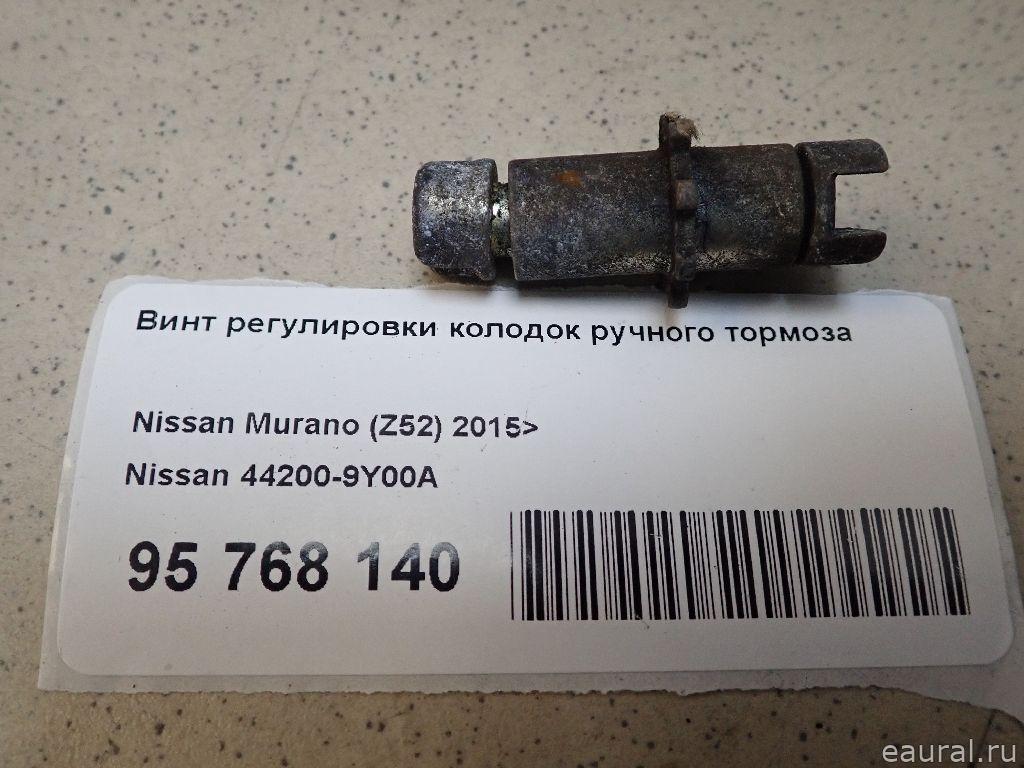 Винт регулировки колодок ручного тормоза
Nissan Murano (Z52) 2015>
Nissan 44200-9Y00A
95 768 140
eaural.ru